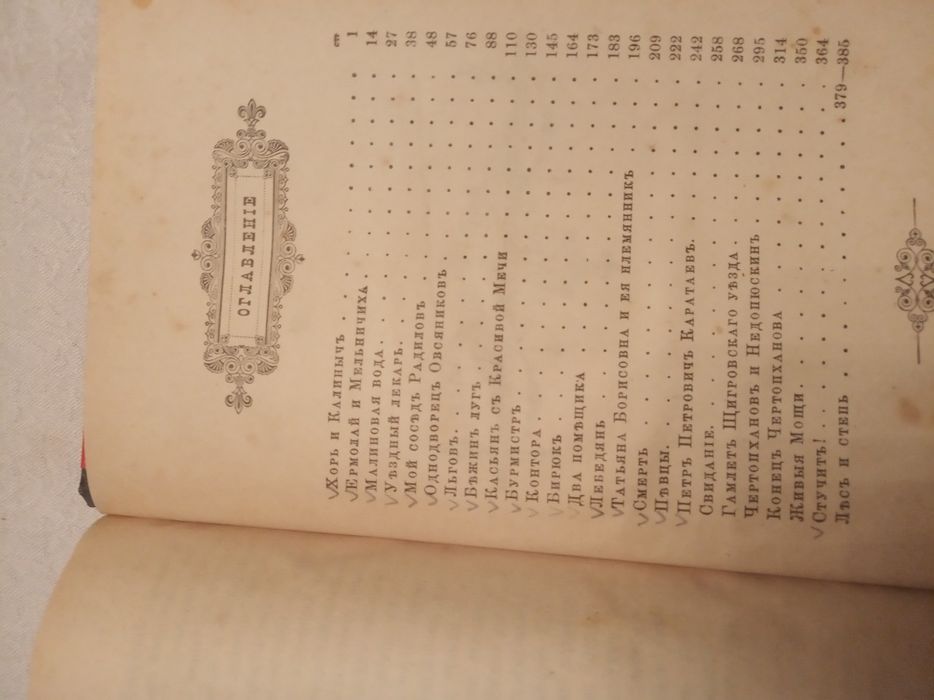 ОГЛАВЛЕНІЕ
Хорь и Калинычъ . . . . . . . . . . 1
Ермолай и Мельничиха . . . . . . . . . 14
Малиновая вода . . . . . . . . . . 27
Уѣздный лекарь . . . . . . . . . . 38
Мой сосѣдъ Радиловъ . . . . . . . . . 48
Однодворецъ Овсяниковъ . . . . . . . . 57
Льговъ . . . . . . . . . . . . . 76
Бѣжинъ лугъ . . . . . . . . . . . 88
Касьянъ съ Красивой Мечи . . . . . . . 110
Бурмистръ . . . . . . . . . . . . 130
Контора . . . . . . . . . . . . . 145
Бирюкъ . . . . . . . . . . . . . 164
Два помѣщика . . . . . . . . . . . 173
Лебедянь . . . . . . . . . . . . 183
Татьяна Борисовна и ея племянникъ . . . . 196
Смерть . . . . . . . . . . . . . 209
Пѣвцы . . . . . . . . . . . . . 222
Петръ Петровичъ Каратаевъ . . . . . . . 242
Свиданіе . . . . . . . . . . . . 258
Гамлетъ Щигровскаго уѣзда . . . . . . . 268
Чертопхановъ и Недопюскинъ . . . . . . 295
Конецъ Чертопханова . . . . . . . . . 314
Живыя Мощи . . . . . . . . . . . 350
Стучитъ! . . . . . . . . . . . . 364
Лѣсъ и степь . . . . . . . . . . 379—385